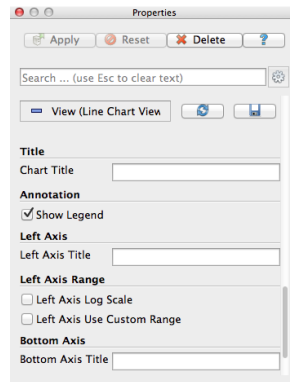 Properties
Apply Reset Delete ?
Search ... (use Esc to clear text)
View (Line Chart View
Title
Chart Title
Annotation
Show Legend
Left Axis
Left Axis Title
Left Axis Range
Left Axis Log Scale
Left Axis Use Custom Range
Bottom Axis
Bottom Axis Title